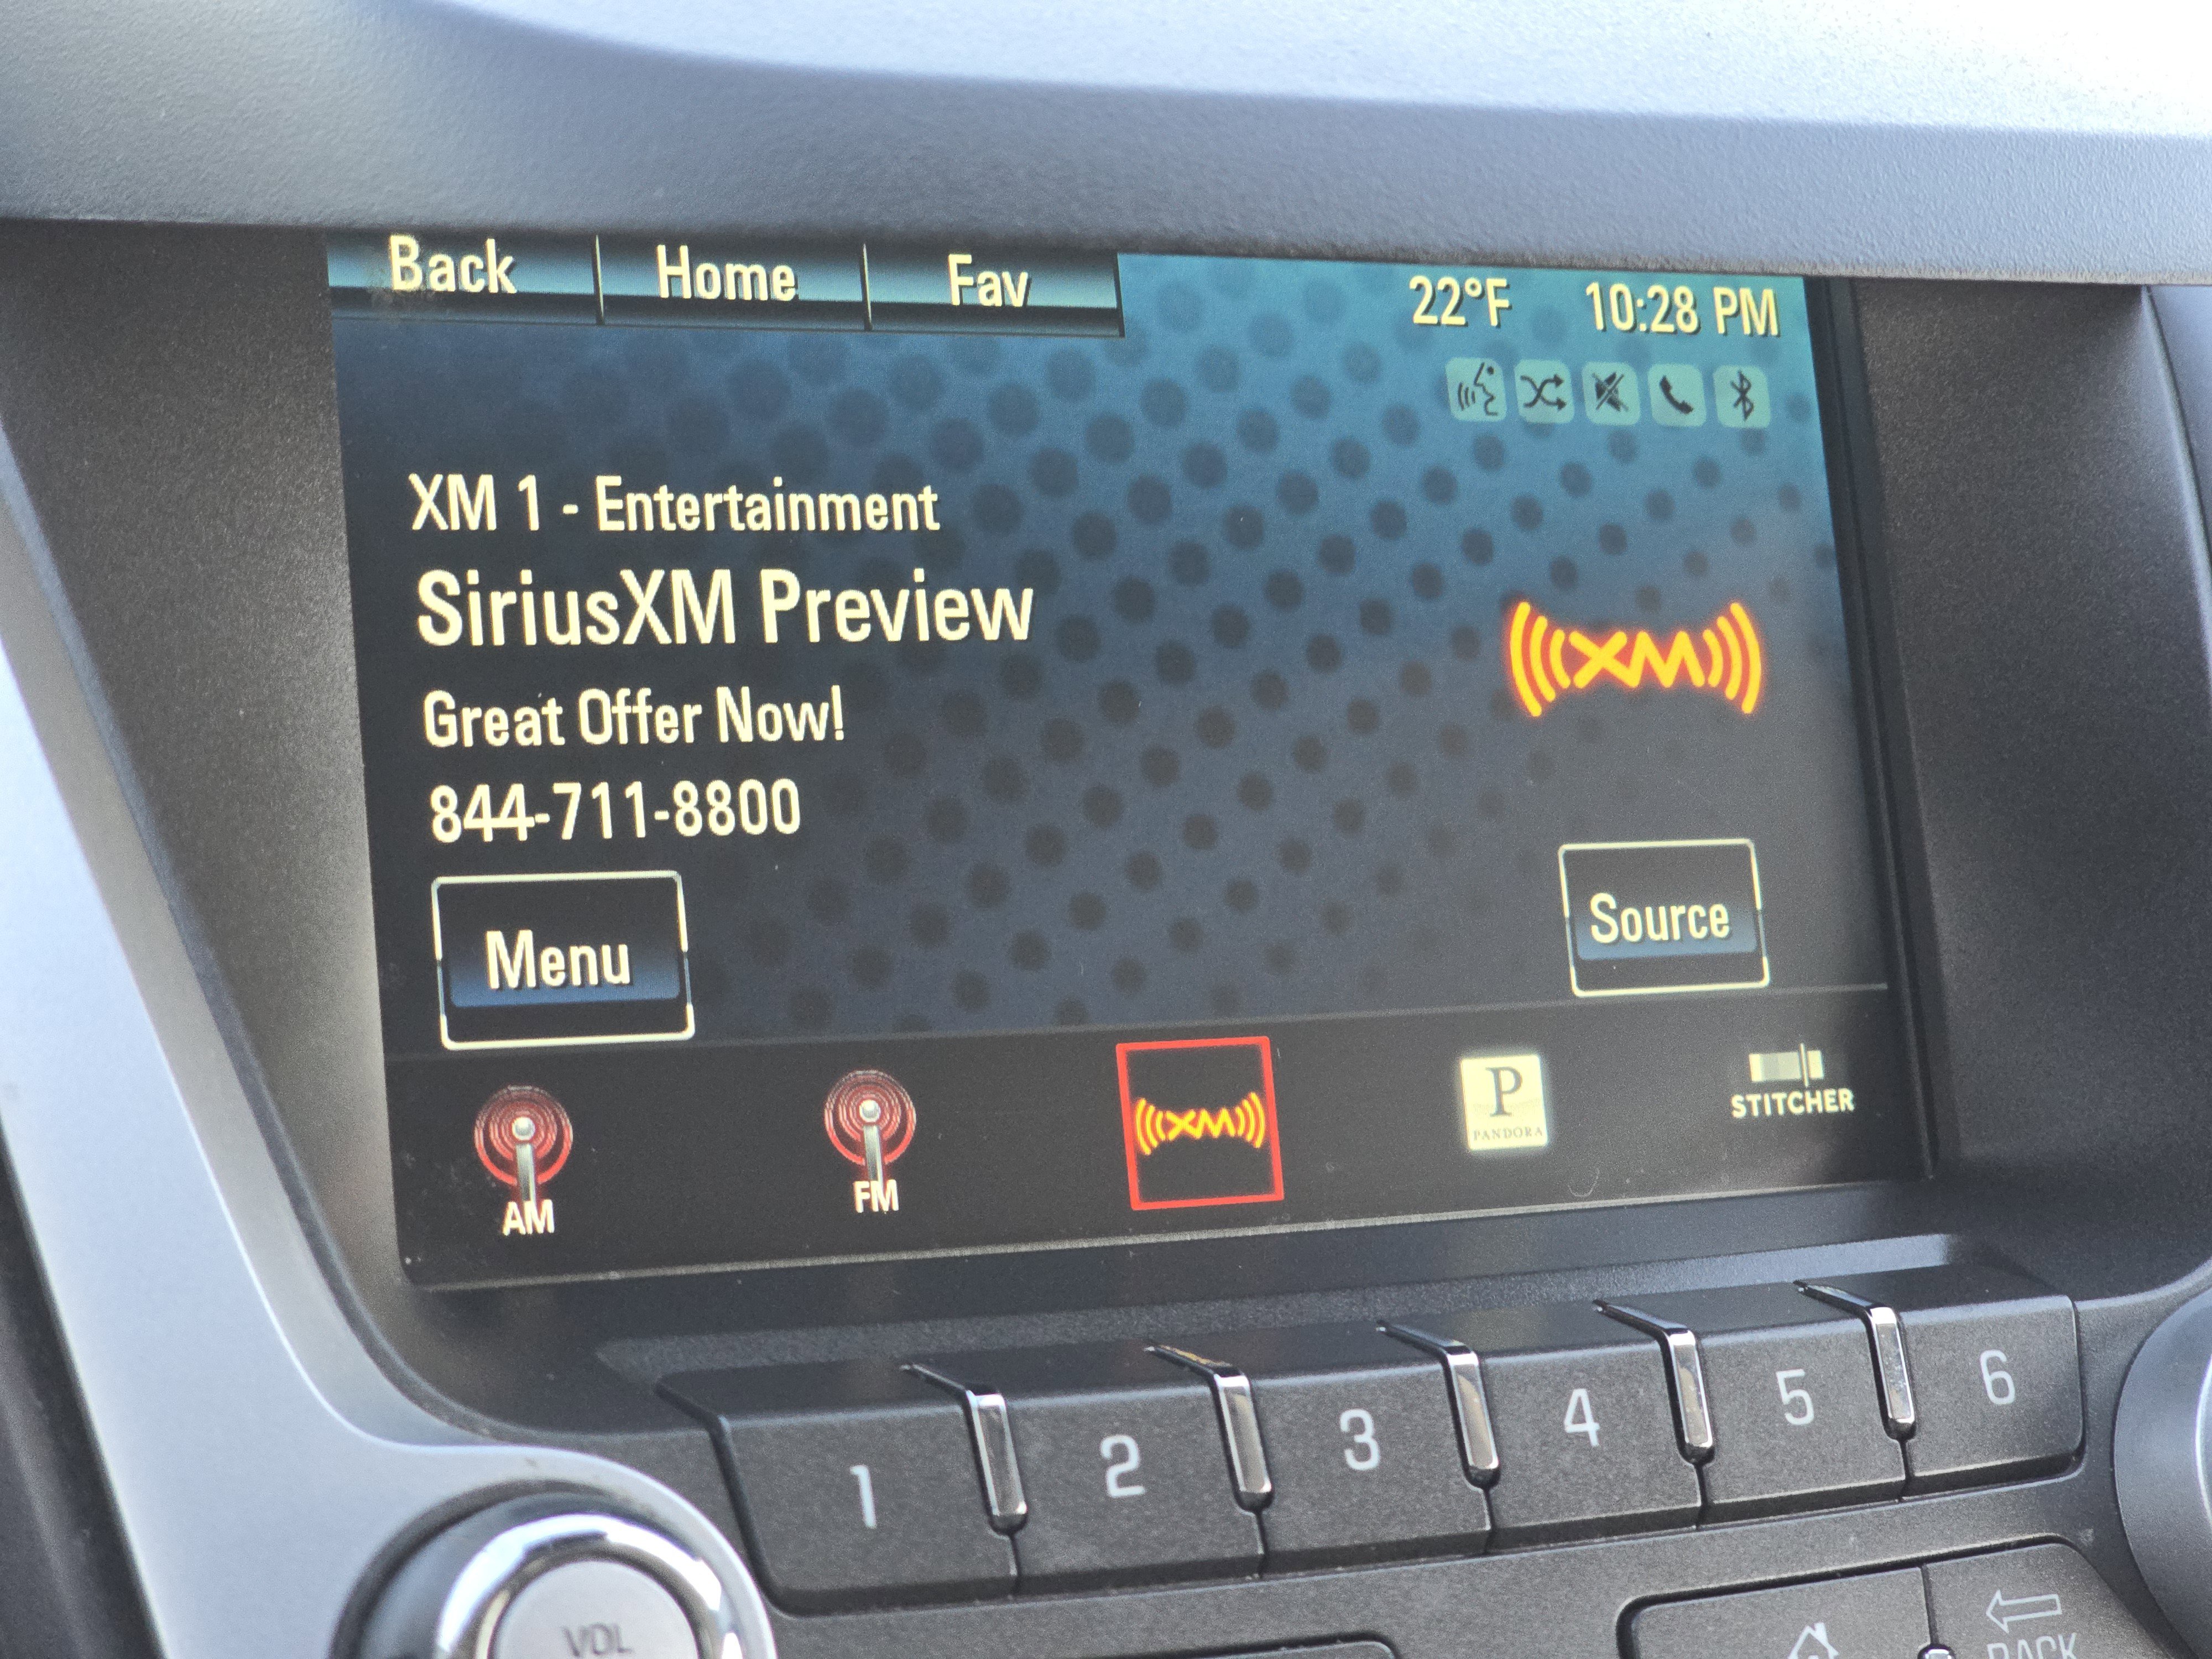 Back Home Fav 22°F 10:28 PM
XM 1 - Entertainment
SiriusXM Preview
XM
Great Offer Now!
844-711-8800
Menu Source
AM FM XM P PANDORA STITCHER
1 2 3 4 5 6
VOL
BACK